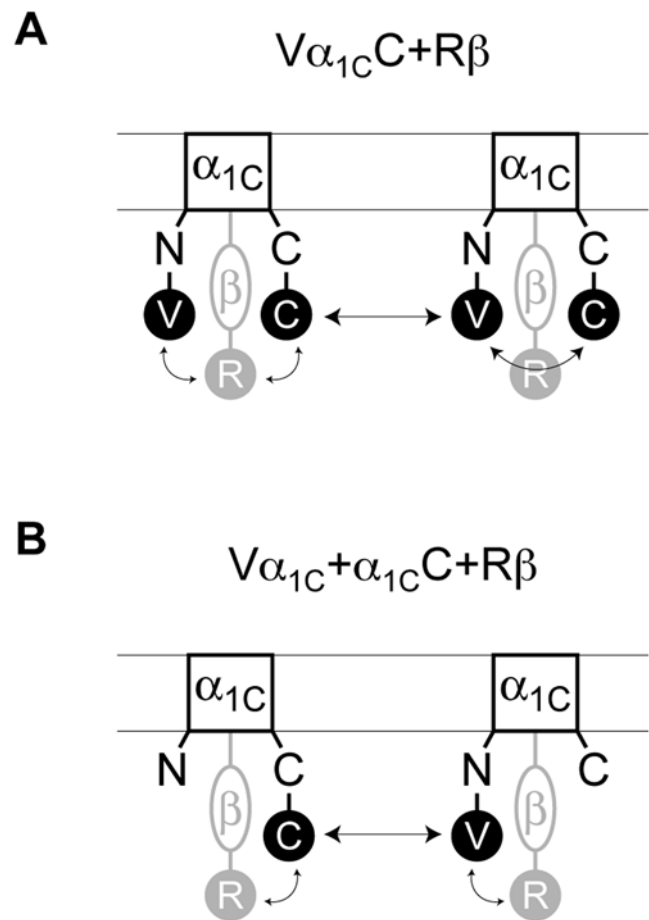 A
Vα1CC+Rβ
α1C α1C
N C N C
β β
V C V C
R R
B
Vα1C+α1CC+Rβ
α1C α1C
N C N C
β β
C V
R R